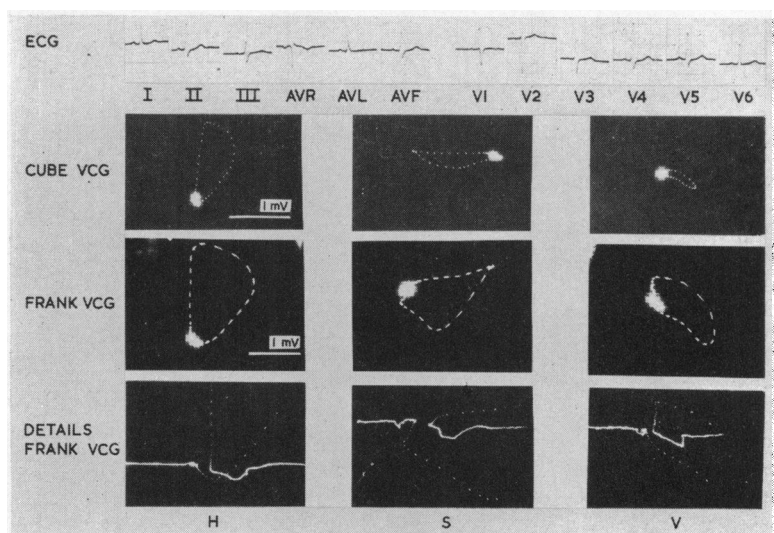 ECG
I II III AVR AVL AVF V1 V2 V3 V4 V5 V6
CUBE VCG
1 mV
FRANK VCG
1 mV
DETAILS
FRANK VCG
H S V